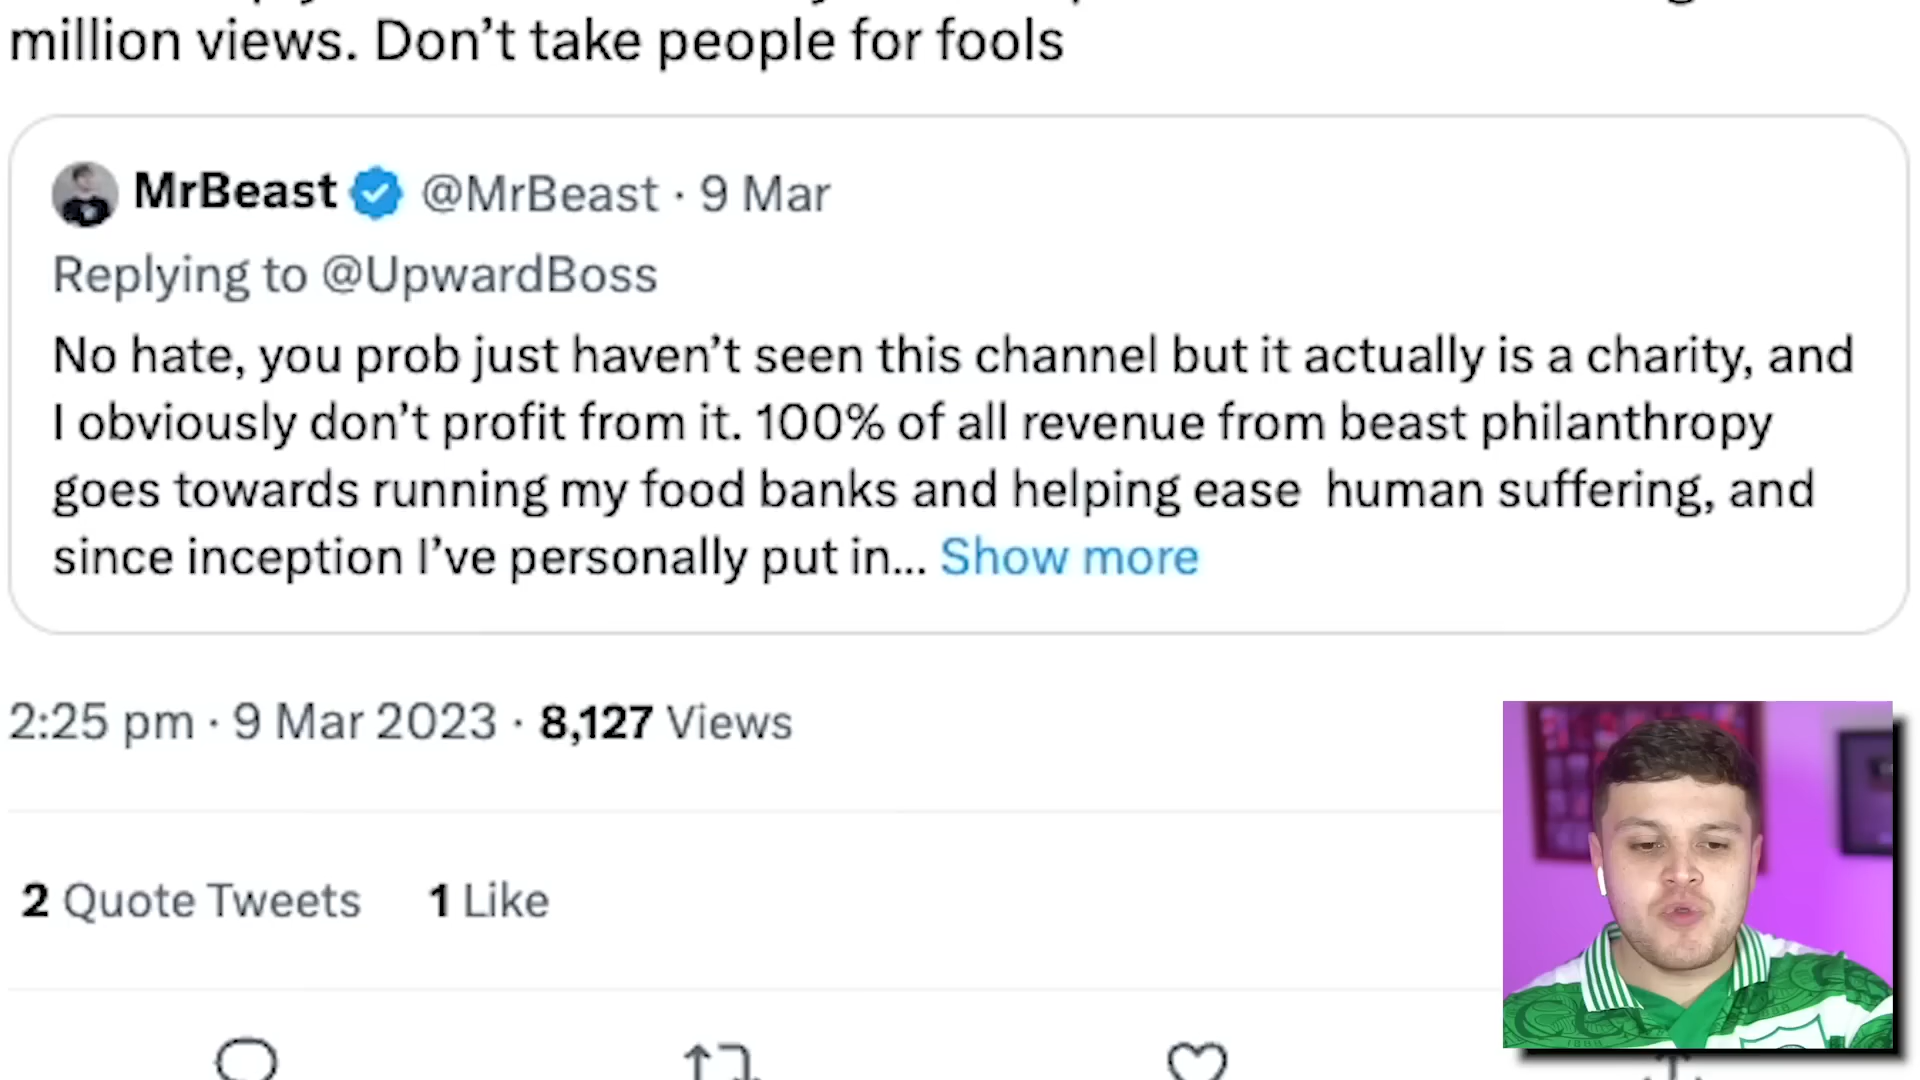 million views. Don’t take people for fools
MrBeast @MrBeast · 9 Mar
Replying to @UpwardBoss
No hate, you prob just haven’t seen this channel but it actually is a charity, and
I obviously don’t profit from it. 100% of all revenue from beast philanthropy
goes towards running my food banks and helping ease human suffering, and
since inception I’ve personally put in... Show more
2:25 pm · 9 Mar 2023 · 8,127 Views
2 Quote Tweets 1 Like